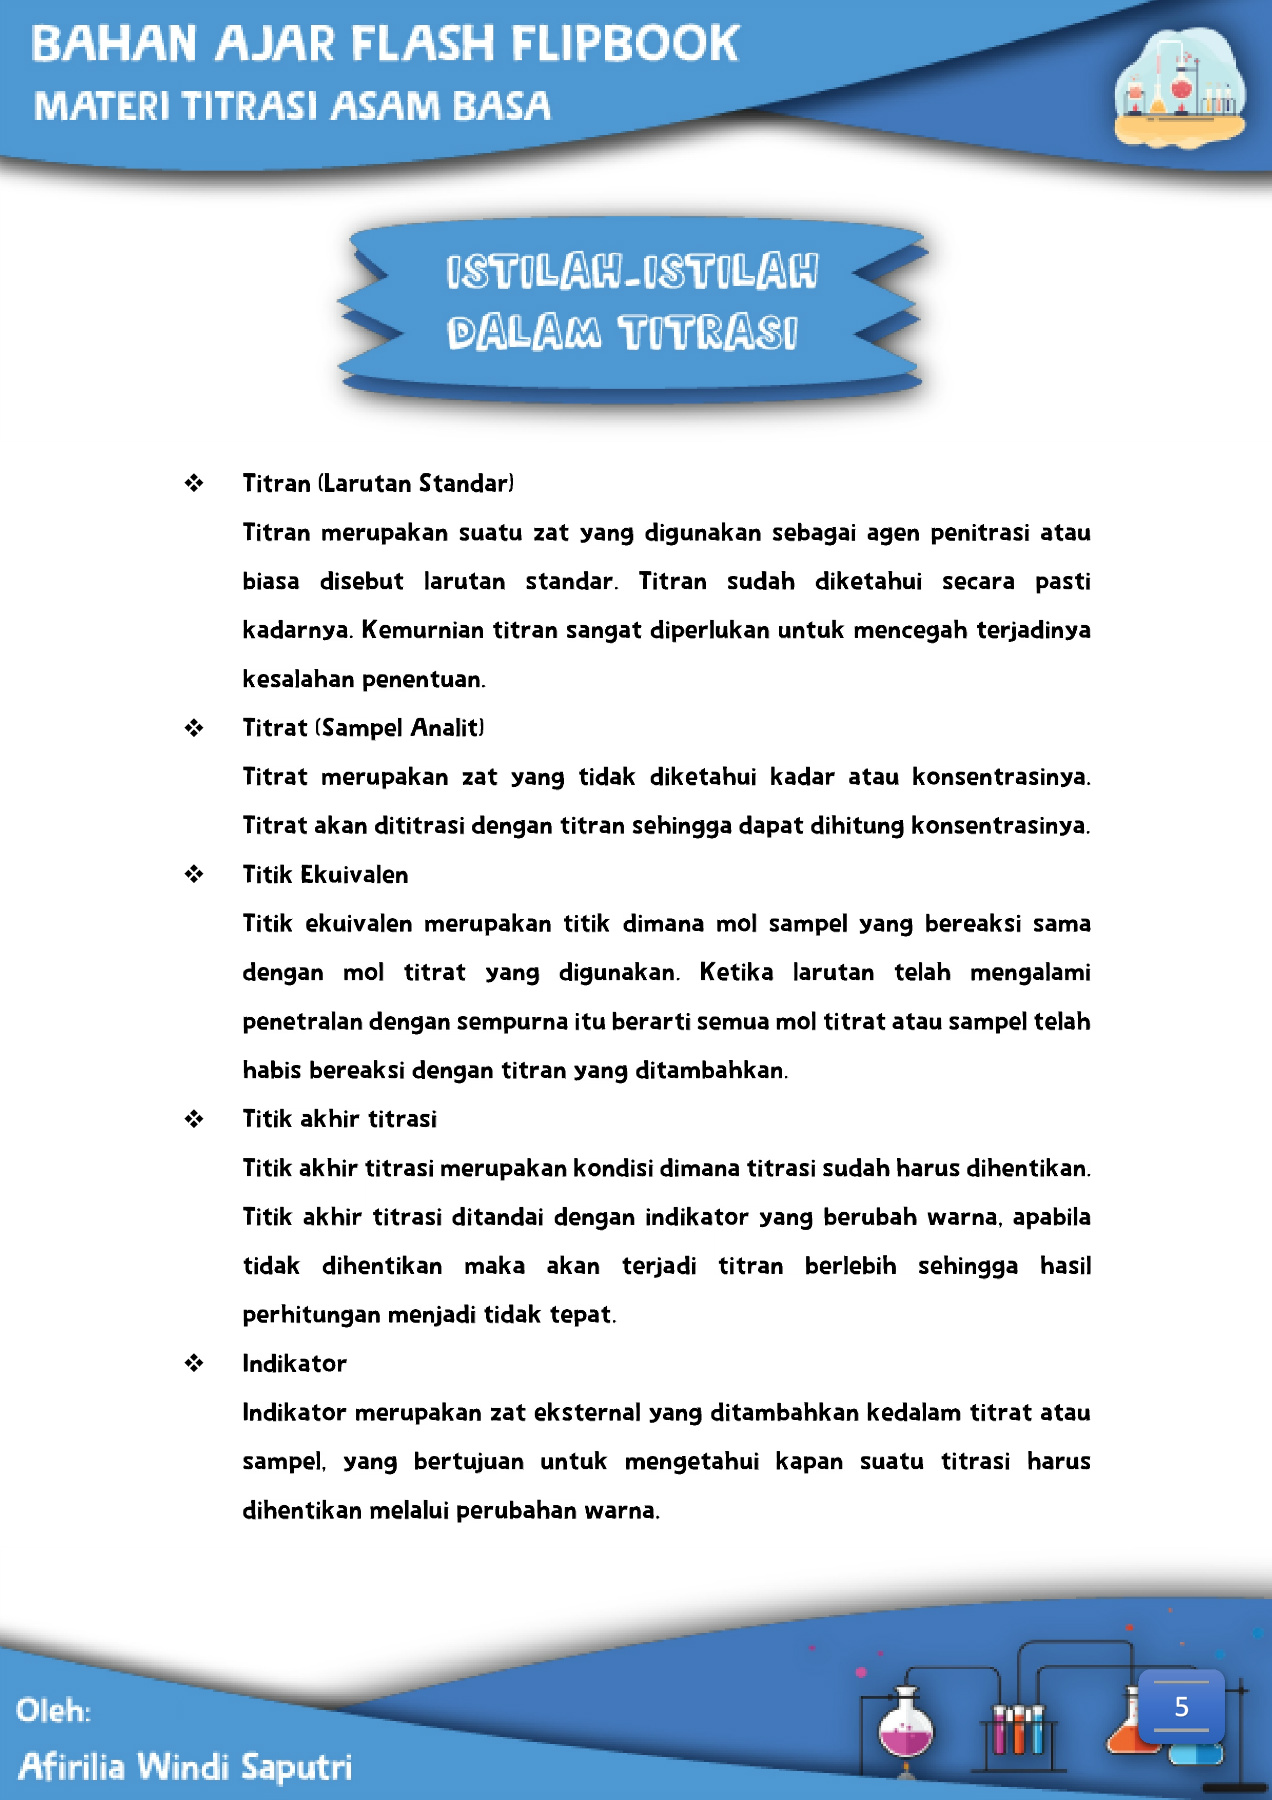 BAHAN AJAR FLASH FLIPBOOK
MATERI TITRASI ASAM BASA
ISTILAH-ISTILAH
DALAM TITRASI
❖ Titran (Larutan Standar)
Titran merupakan suatu zat yang digunakan sebagai agen penitrasi atau
biasa disebut larutan standar. Titran sudah diketahui secara pasti
kadarnya. Kemurnian titran sangat diperlukan untuk mencegah terjadinya
kesalahan penentuan.
❖ Titrat (Sampel Analit)
Titrat merupakan zat yang tidak diketahui kadar atau konsentrasinya.
Titrat akan dititrasi dengan titran sehingga dapat dihitung konsentrasinya.
❖ Titik Ekuivalen
Titik ekuivalen merupakan titik dimana mol sampel yang bereaksi sama
dengan mol titrat yang digunakan. Ketika larutan telah mengalami
penetralan dengan sempurna itu berarti semua mol titrat atau sampel telah
habis bereaksi dengan titran yang ditambahkan.
❖ Titik akhir titrasi
Titik akhir titrasi merupakan kondisi dimana titrasi sudah harus dihentikan.
Titik akhir titrasi ditandai dengan indikator yang berubah warna, apabila
tidak dihentikan maka akan terjadi titran berlebih sehingga hasil
perhitungan menjadi tidak tepat.
❖ Indikator
Indikator merupakan zat eksternal yang ditambahkan kedalam titrat atau
sampel, yang bertujuan untuk mengetahui kapan suatu titrasi harus
dihentikan melalui perubahan warna.
Oleh:
Afirilia Windi Saputri
5